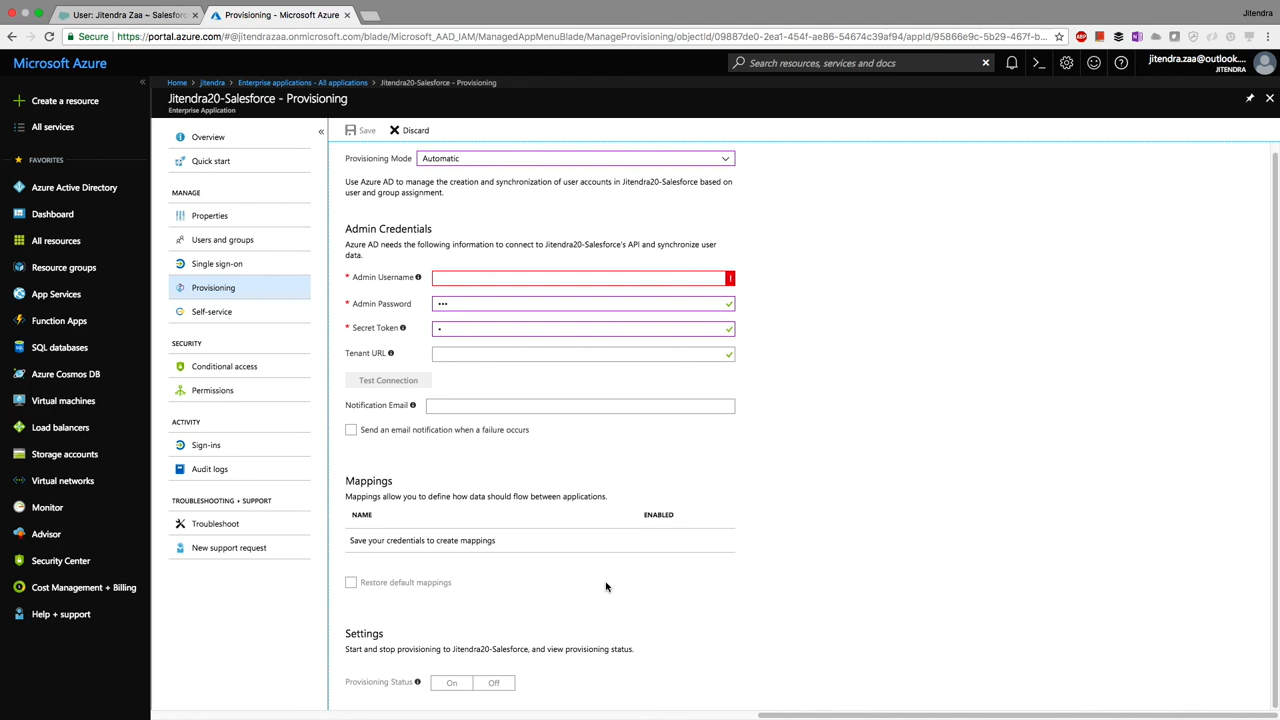 User: Jitendra Zaa ~ Salesfor
Provisioning - Microsoft Azure
Jitendra
Secure
https://portal.azure.com/#@jitendrazaa.onmicrosoft.com/blade/Microsoft_AAD_IAM/ManagedAppMenuBlade/ManageProvisioning/objectId/09887de0-2ea1-454f-ae86-54674c39af94/appId/95866e9c-5b29-467f-b...
Microsoft Azure
Search resources, services and docs
jitendra.zaa@outlook....
JITENDRA
Create a resource
All services
FAVORITES
Azure Active Directory
Dashboard
All resources
Resource groups
App Services
Function Apps
SQL databases
Azure Cosmos DB
Virtual machines
Load balancers
Storage accounts
Virtual networks
Monitor
Advisor
Security Center
Cost Management + Billing
Help + support
Home > jitendra > Enterprise applications - All applications > Jitendra20-Salesforce - Provisioning
Jitendra20-Salesforce - Provisioning
Enterprise Application
Overview
Quick start
MANAGE
Properties
Users and groups
Single sign-on
Provisioning
Self-service
SECURITY
Conditional access
Permissions
ACTIVITY
Sign-ins
Audit logs
TROUBLESHOOTING + SUPPORT
Troubleshoot
New support request
Save
Discard
Provisioning Mode
Automatic
Use Azure AD to manage the creation and synchronization of user accounts in Jitendra20-Salesforce based on
user and group assignment.
Admin Credentials
Azure AD needs the following information to connect to Jitendra20-Salesforce's API and synchronize user
data.
* Admin Username
* Admin Password
•••
* Secret Token
•
Tenant URL
Test Connection
Notification Email
Send an email notification when a failure occurs
Mappings
Mappings allow you to define how data should flow between applications.
NAME
ENABLED
Save your credentials to create mappings
Restore default mappings
Settings
Start and stop provisioning to Jitendra20-Salesforce, and view provisioning status.
Provisioning Status
On
Off